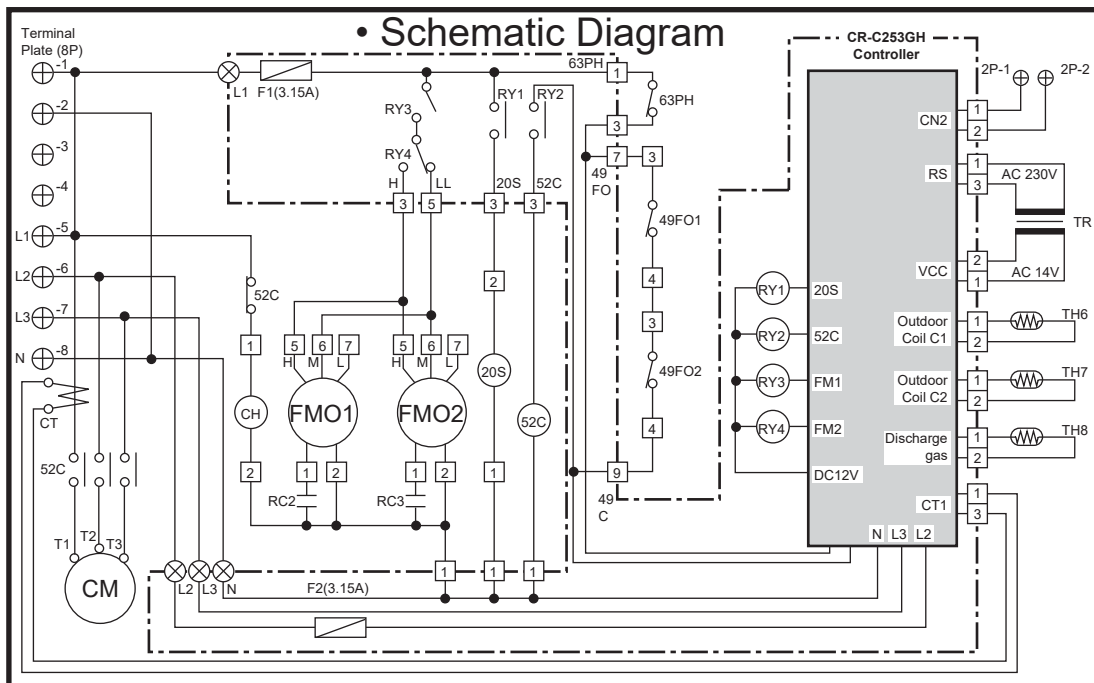 • Schematic Diagram
Terminal
Plate (8P)
-1
-2
-3
-4
L1 -5
L2 -6
L3 -7
N -8
CT
52C
T1 T2 T3
CM
L1 F1(3.15A)
RY3
RY4
H LL
3 5
RY1
20S
3
RY2
52C
3
63PH
1
63PH
3
7
49
FO
3
49FO1
4
3
49FO2
4
9
49
C
52C
1
CH
2
5 6 7
H M L
FMO1
1 2
RC2
5 6 7
H M L
FMO2
1 2
RC3
2
20S
1
52C
L2 L3 N
F2(3.15A)
1 1 1
CR-C253GH
Controller
2P-1 2P-2
CN2
1
2
RS
1
3
AC 230V
TR
VCC
2
1
AC 14V
RY1 20S
RY2 52C
RY3 FM1
RY4 FM2
DC12V
Outdoor
Coil C1
1
2
TH6
Outdoor
Coil C2
1
2
TH7
Discharge
gas
1
2
TH8
CT1
1
3
N L3 L2